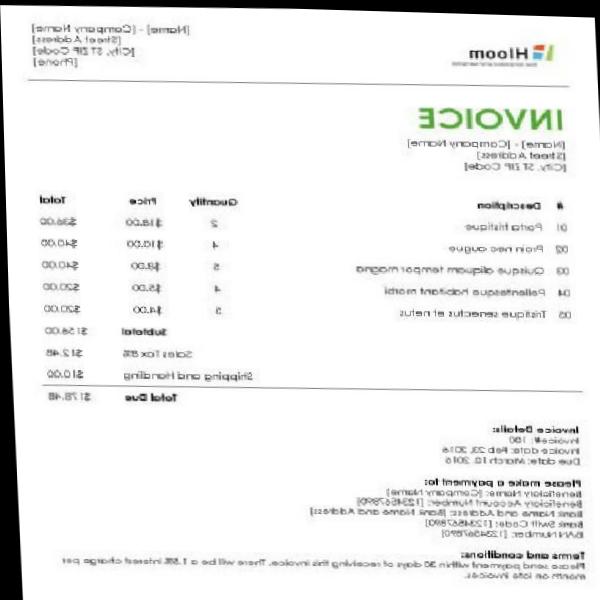 Hloom
[Name] - [Company Name]
[Street Address]
[City, ST ZIP Code]
[Phone]
INVOICE
[Name] - [Company Name]
[Street Address]
[City, ST ZIP Code]
# Description Quantity Price Total
01 Porta tristique 2 $18.00 $36.00
02 Proin nec augue 4 $10.00 $40.00
03 Quisque aliquam tempor magna 5 $8.00 $40.00
04 Pellentesque habitant morbi 4 $5.00 $20.00
05 Tristique senectus et netus 5 $4.00 $20.00
Subtotal $156.00
Sales Tax 8% $12.48
Shipping and Handling $10.00
Total Due $178.48
Invoice Details:
Invoice#: 100
Invoice date: Feb 23, 2016
Due date: March 10, 2016
Please make a payment to:
Beneficiary Name: [Company Name]
Beneficiary Account Number: [1234567890]
Bank Name and Address: [Bank Name and Address]
Bank Swift Code: [1234567890]
IBAN Number: [1234567890]
Terms and conditions:
Please send payment within 30 days of receiving this invoice. There will be a 1.5% interest charge per
month on late invoices.